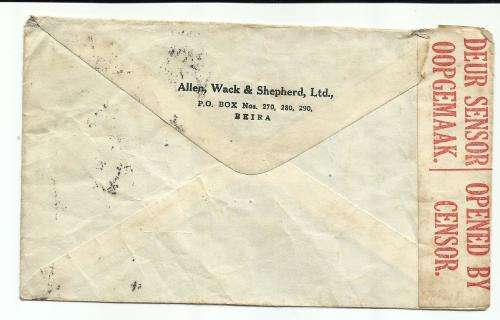 Allen, Wack & Shepherd, Ltd.,
P.O. BOX Nos. 270, 280, 290,
BEIRA
DEUR SENSOR
OOPGEMAAK.
OPENED BY
CENSOR.